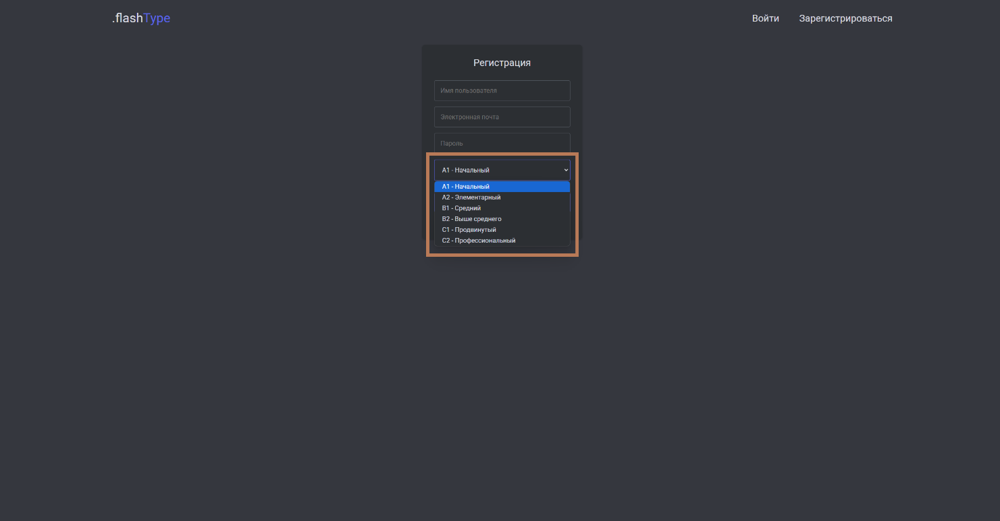 .flashType
Войти Зарегистрироваться
Регистрация
Имя пользователя
Электронная почта
Пароль
A1 - Начальный
A1 - Начальный
A2 - Элементарный
B1 - Средний
B2 - Выше среднего
C1 - Продвинутый
C2 - Профессиональный